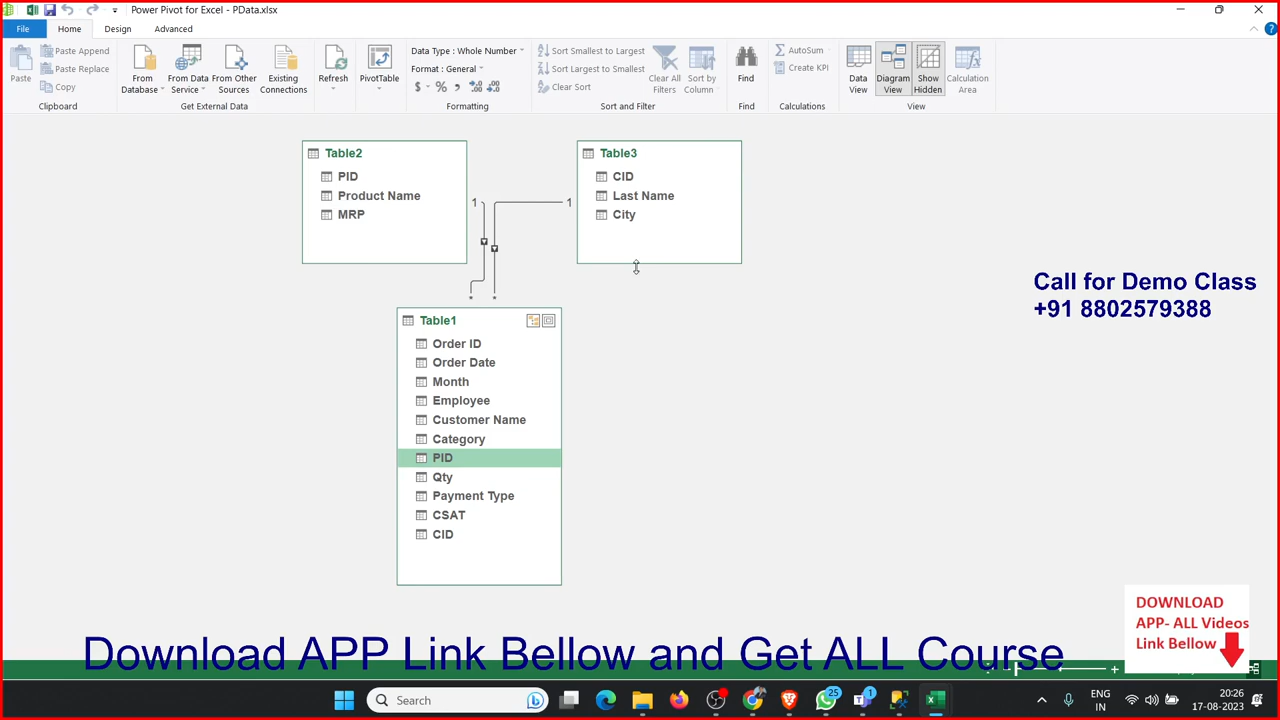 Power Pivot for Excel - PData.xlsx
File Home Design Advanced
Paste
Paste Append
Paste Replace
Copy
Clipboard
From Database
From Data Service
From Other Sources
Existing Connections
Get External Data
Refresh
PivotTable
Data Type : Whole Number
Format : General
$ % ,
Formatting
Sort Smallest to Largest
Sort Largest to Smallest
Clear Sort
Clear All Filters
Sort by Column
Sort and Filter
Find
Find
AutoSum
Create KPI
Calculations
Data View
Diagram View
Show Hidden
Calculation Area
View
Table2
PID
Product Name
MRP
1
1
Table3
CID
Last Name
City
* *
Table1
Order ID
Order Date
Month
Employee
Customer Name
Category
PID
Qty
Payment Type
CSAT
CID
Call for Demo Class
+91 8802579388
DOWNLOAD
APP- ALL Videos
Link Bellow
Download APP Link Bellow and Get ALL Course
Search
25
1
ENG
IN
20:26
17-08-2023